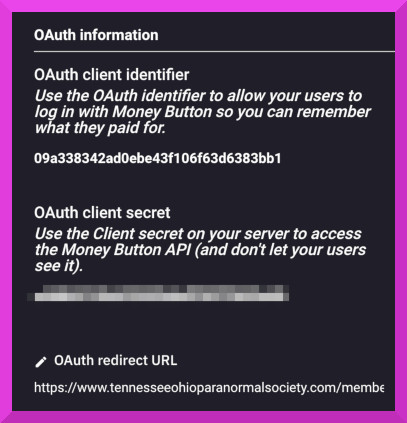 OAuth information
OAuth client identifier
Use the OAuth identifier to allow your users to
log in with Money Button so you can remember
what they paid for.
09a338342ad0ebe43f106f63d6383bb1
OAuth client secret
Use the Client secret on your server to access
the Money Button API (and don't let your users
see it).
OAuth redirect URL
https://www.tennesseeohioparanormalsociety.com/membe